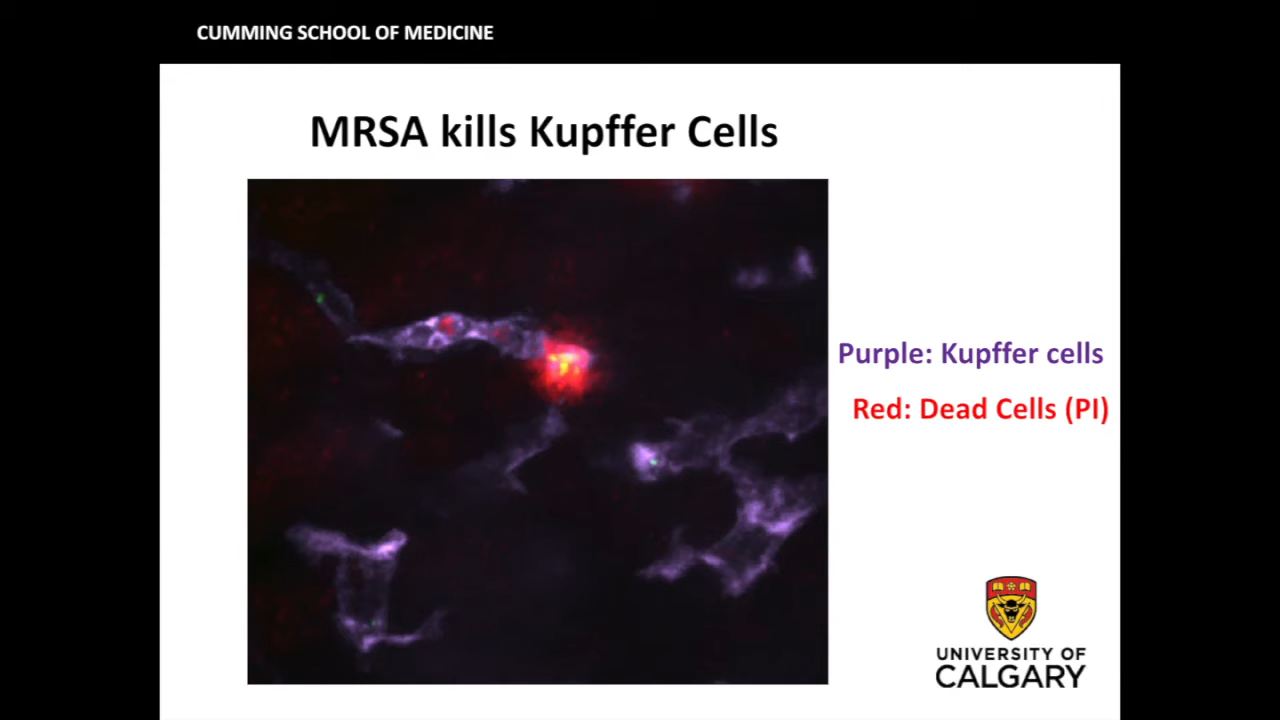 CUMMING SCHOOL OF MEDICINE
MRSA kills Kupffer Cells
Purple: Kupffer cells
Red: Dead Cells (PI)
UNIVERSITY OF
CALGARY